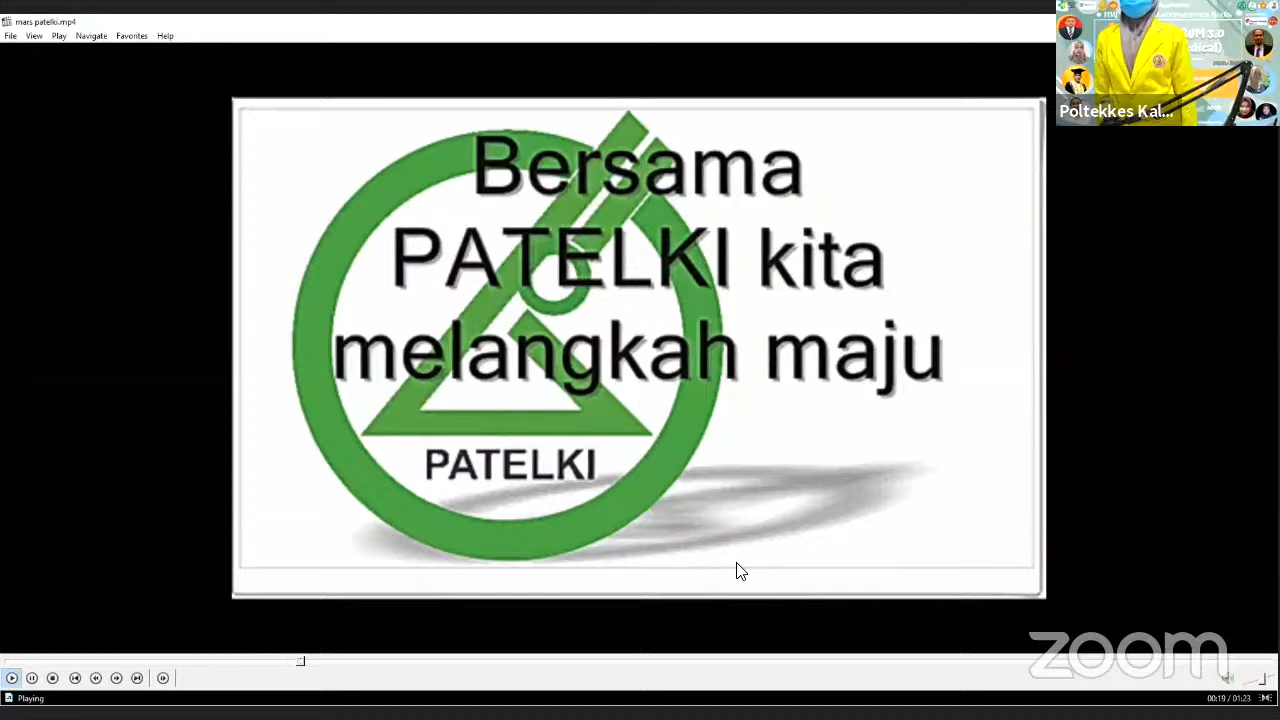 mars patelki.mp4
File View Play Navigate Favorites Help
Poltekkes Kal...
Bersama
PATELKI kita
melangkah maju
PATELKI
zoom
Playing
00:19 / 01:23